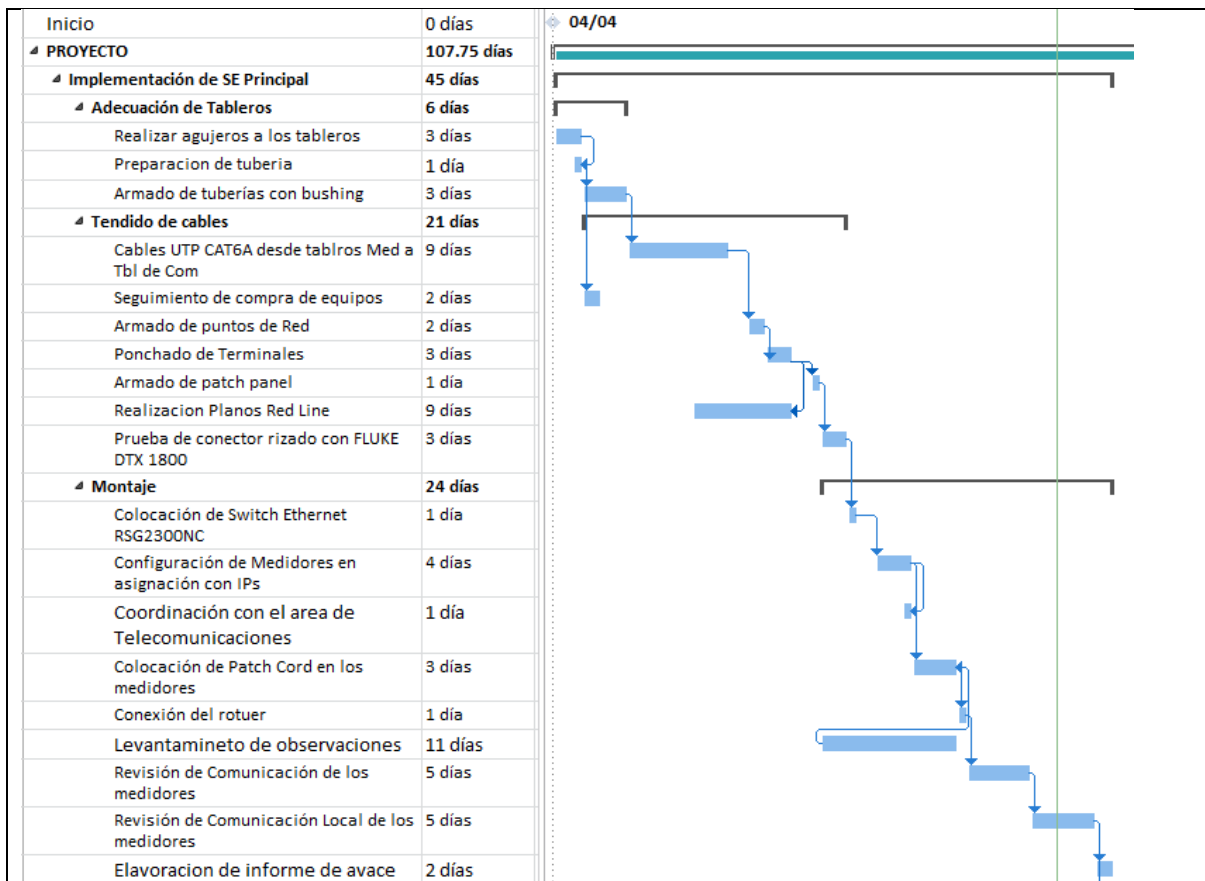 Inicio 0 días 04/04
PROYECTO 107.75 días
Implementación de SE Principal 45 días
Adecuación de Tableros 6 días
Realizar agujeros a los tableros 3 días
Preparacion de tuberia 1 día
Armado de tuberías con bushing 3 días
Tendido de cables 21 días
Cables UTP CAT6A desde tablros Med a 9 días
Tbl de Com
Seguimiento de compra de equipos 2 días
Armado de puntos de Red 2 días
Ponchado de Terminales 3 días
Armado de patch panel 1 día
Realizacion Planos Red Line 9 días
Prueba de conector rizado con FLUKE 3 días
DTX 1800
Montaje 24 días
Colocación de Switch Ethernet 1 día
RSG2300NC
Configuración de Medidores en 4 días
asignación con IPs
Coordinación con el area de 1 día
Telecomunicaciones
Colocación de Patch Cord en los 3 días
medidores
Conexión del rotuer 1 día
Levantamineto de observaciones 11 días
Revisión de Comunicación de los 5 días
medidores
Revisión de Comunicación Local de los 5 días
medidores
Elavoracion de informe de avace 2 días